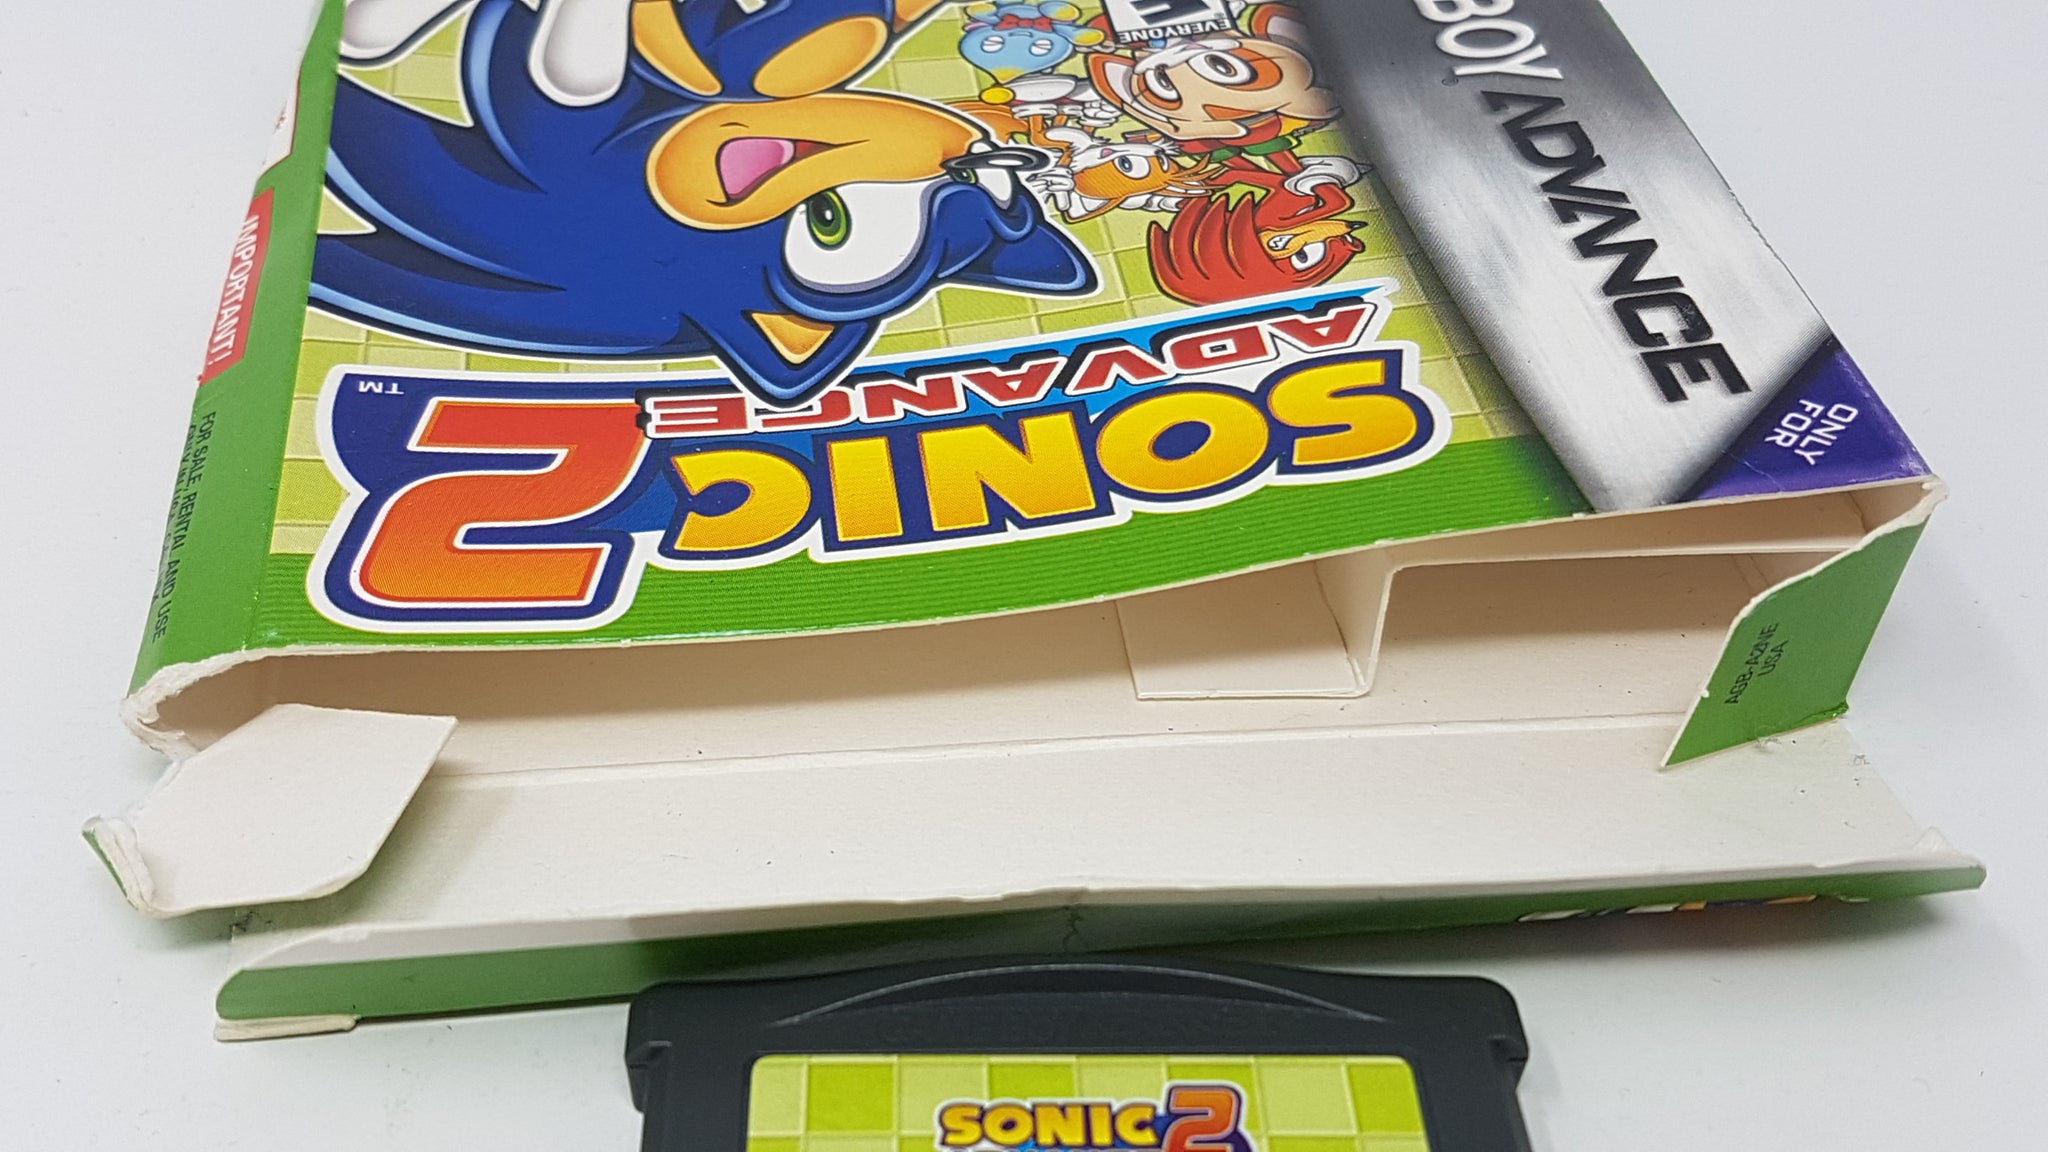 BOY ADVANCE
ONLY
FOR
EVERYONE
E
SONIC
ADVANCE
2
TM
IMPORTANT!
FOR SALE, RENTAL AND USE
AGB-A2NE
USA
SONIC 2